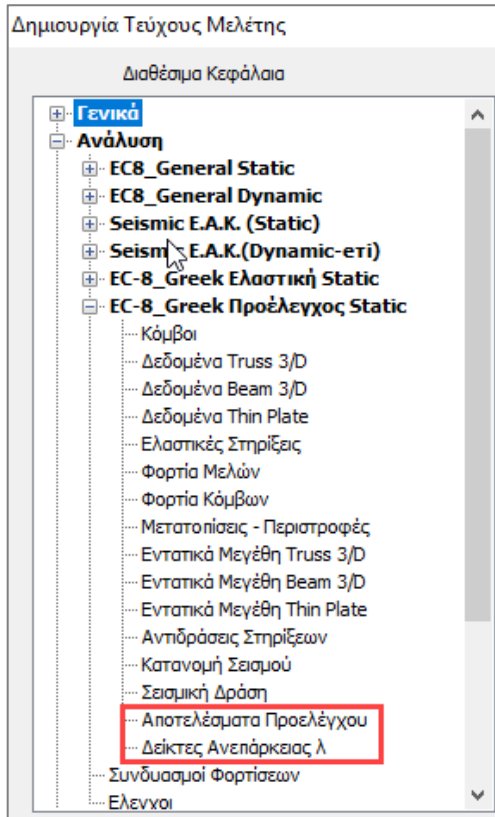 Δημιουργία Τεύχους Μελέτης
Διαθέσιμα Κεφάλαια
Γενικά
Ανάλυση
EC8_General Static
EC8_General Dynamic
Seismic E.A.K. (Static)
Seismic E.A.K.(Dynamic-eτi)
EC-8_Greek Ελαστική Static
EC-8_Greek Προέλεγχος Static
Κόμβοι
Δεδομένα Truss 3/D
Δεδομένα Beam 3/D
Δεδομένα Thin Plate
Ελαστικές Στηρίξεις
Φορτία Μελών
Φορτία Κόμβων
Μετατοπίσεις - Περιστροφές
Εντατικά Μεγέθη Truss 3/D
Εντατικά Μεγέθη Beam 3/D
Εντατικά Μεγέθη Thin Plate
Αντιδράσεις Στηρίξεων
Κατανομή Σεισμού
Σεισμική Δράση
Αποτελέσματα Προελέγχου
Δείκτες Ανεπάρκειας λ
Συνδυασμοί Φορτίσεων
Ελεγχοι